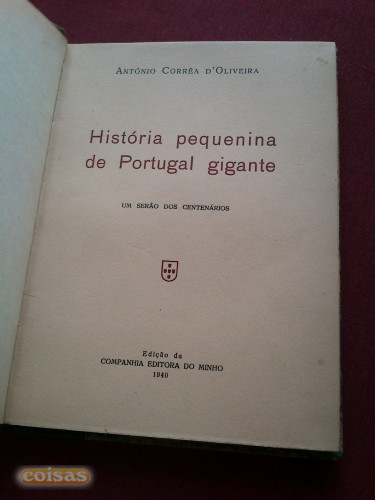 António Corrêa d'Oliveira
História pequenina
de Portugal gigante
UM SERÃO DOS CENTENÁRIOS
Edição da
COMPANHIA EDITORA DO MINHO
1940
coisas